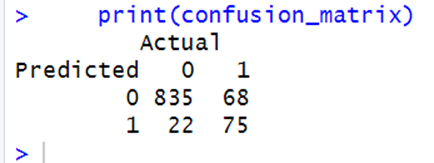 >     print(confusion_matrix)
         Actual
Predicted   0   1
        0 835  68
        1  22  75
>